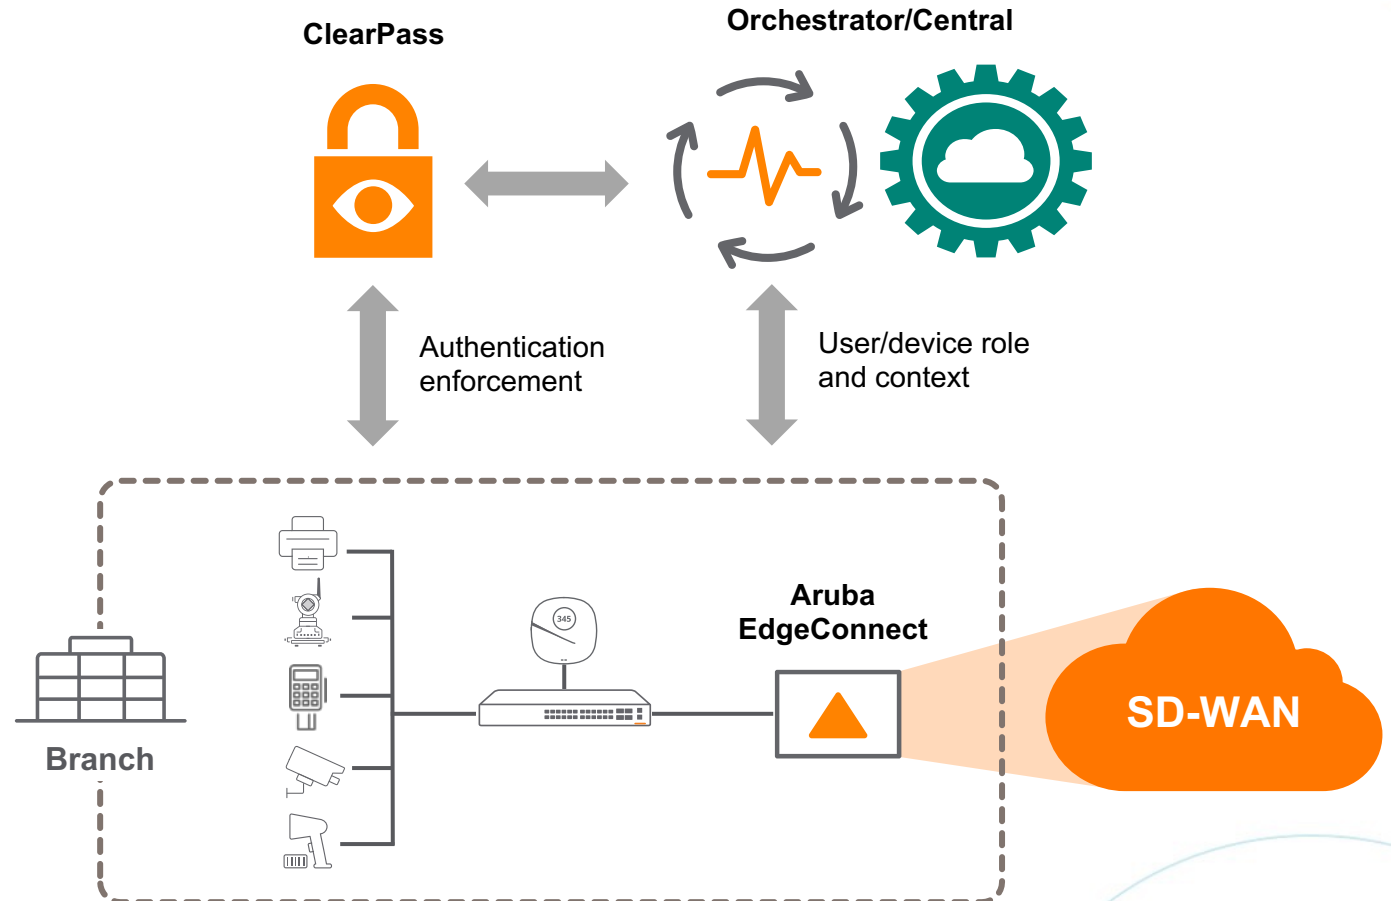 ClearPass
Orchestrator/Central
Authentication
enforcement
User/device role
and context
345
Aruba
EdgeConnect
SD-WAN
Branch